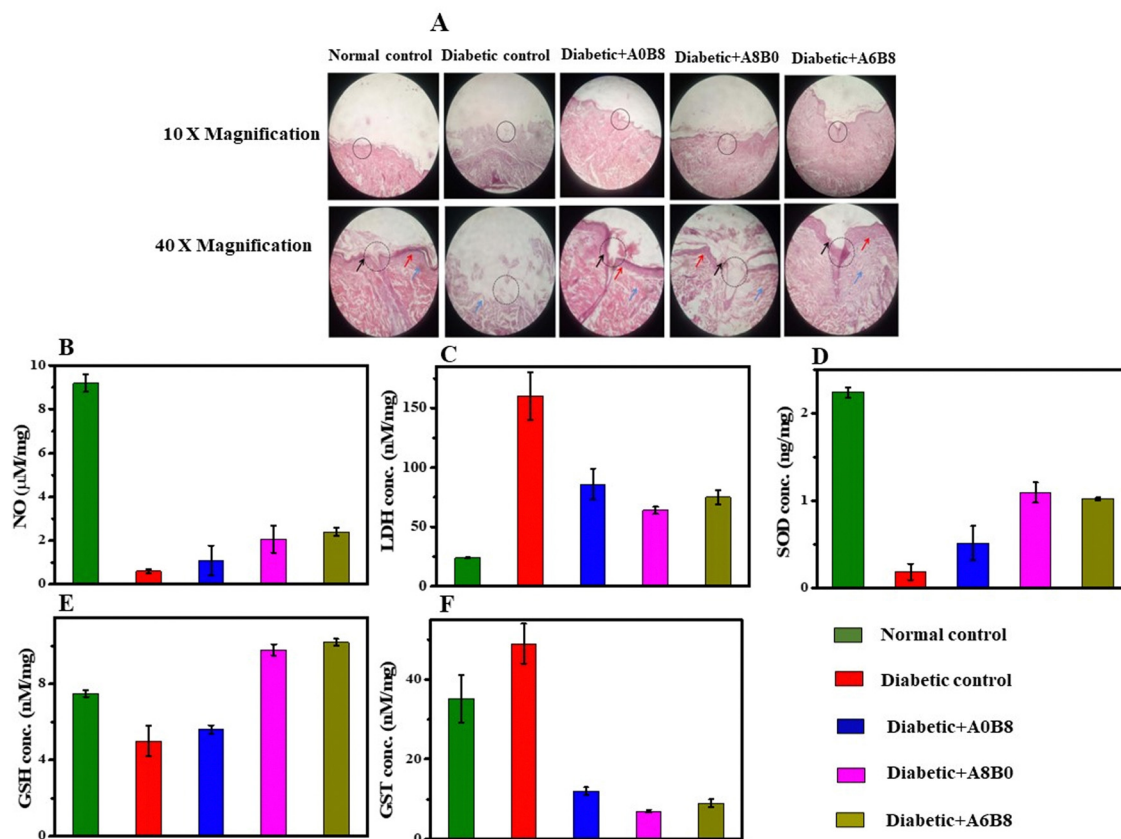 A
Normal control Diabetic control Diabetic+A0B8 Diabetic+A8B0 Diabetic+A6B8
10 X Magnification
40 X Magnification
B
10
8
6
4
2
0
NO (μM/mg)
C
150
100
50
0
LDH conc. (nM/mg)
D
2
1
0
SOD conc. (ng/mg)
E
8
4
0
GSH conc. (nM/mg)
F
40
20
0
GST conc. (nM/mg)
Normal control
Diabetic control
Diabetic+A0B8
Diabetic+A8B0
Diabetic+A6B8